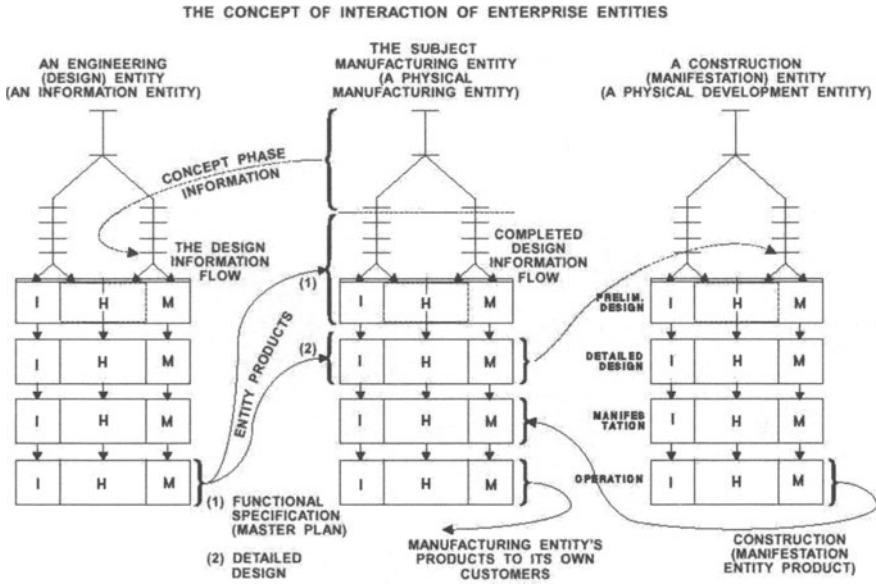 THE CONCEPT OF INTERACTION OF ENTERPRISE ENTITIES
AN ENGINEERING
(DESIGN) ENTITY
(AN INFORMATION ENTITY)
THE SUBJECT
MANUFACTURING ENTITY
(A PHYSICAL
MANUFACTURING ENTITY)
A CONSTRUCTION
(MANIFESTATION) ENTITY
(A PHYSICAL DEVELOPMENT ENTITY)
CONCEPT PHASE
INFORMATION
THE DESIGN
INFORMATION
FLOW
COMPLETED
DESIGN
INFORMATION
FLOW
(1)
(2)
ENTITY PRODUCTS
I H M
I H M
I H M
I H M
I H M
I H M
I H M
I H M
PRELIM.
DESIGN
I H M
DETAILED
DESIGN
I H M
MANIFES
TATION
I H M
OPERATION
I H M
(1) FUNCTIONAL
SPECIFICATION
(MASTER PLAN)
(2) DETAILED
DESIGN
MANUFACTURING ENTITY'S
PRODUCTS TO ITS OWN
CUSTOMERS
CONSTRUCTION
(MANIFESTATION
ENTITY PRODUCT)